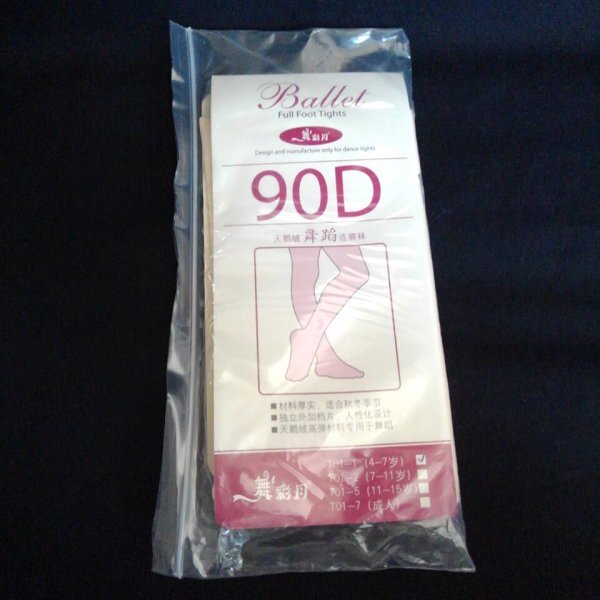 Ballet
Full Foot Tights
舞彩月
Design and manufacture only for dance tights
90D
天鹅绒 舞蹈 连裤袜
■材料厚实，适合秋冬季节
■独立外加裆片，人性化设计
■天鹅绒高弹材料专用于舞蹈
T01-1 (4-7岁)
T01-2 (7-11岁)
T01-5 (11-15岁)
T01-7 (成人)
舞彩月